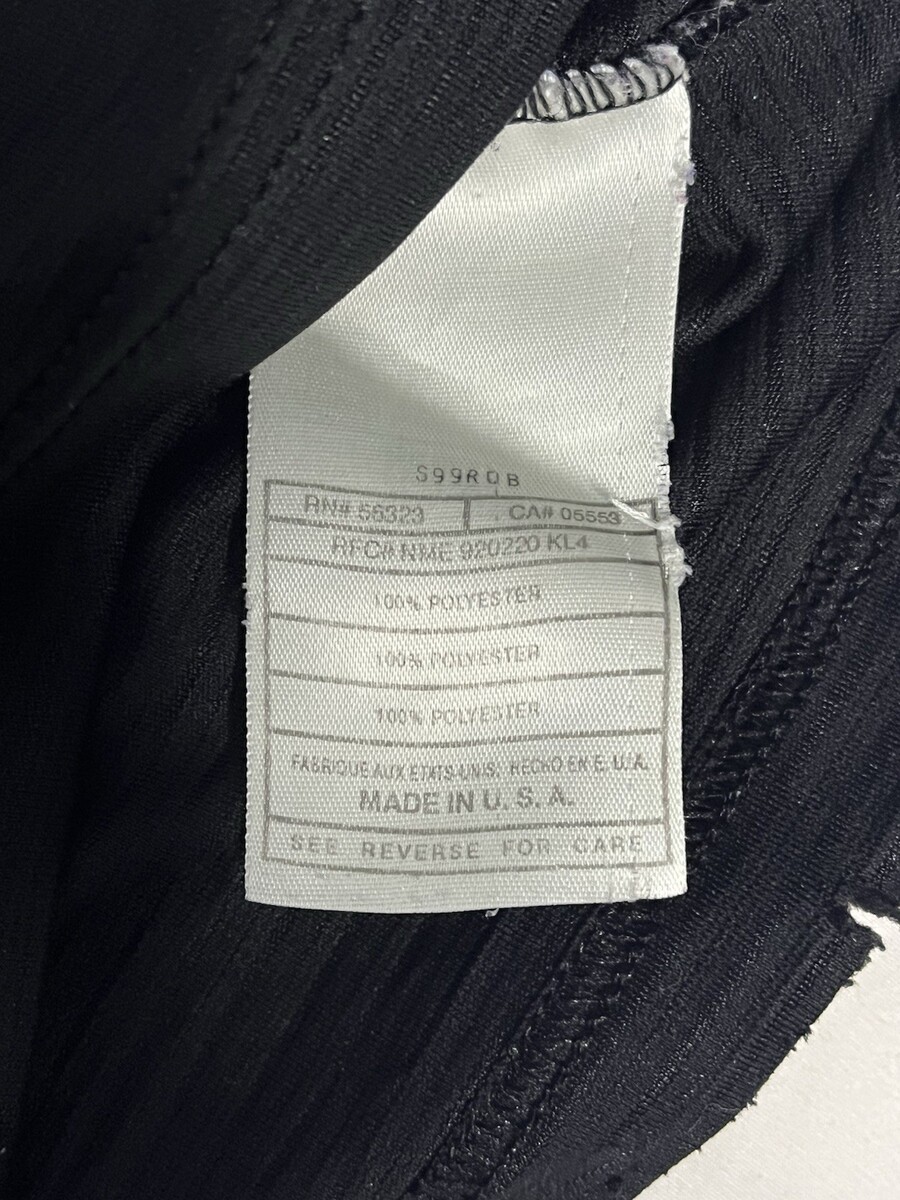 S99ROB
RN# 56323 CA# 05553
RFC# NME 920220 KL4
100% POLYESTER
100% POLYESTER
100% POLYESTER
FABRIQUE AUX ETATS-UNIS. HECHO EN E. U. A.
MADE IN U. S. A.
SEE REVERSE FOR CARE